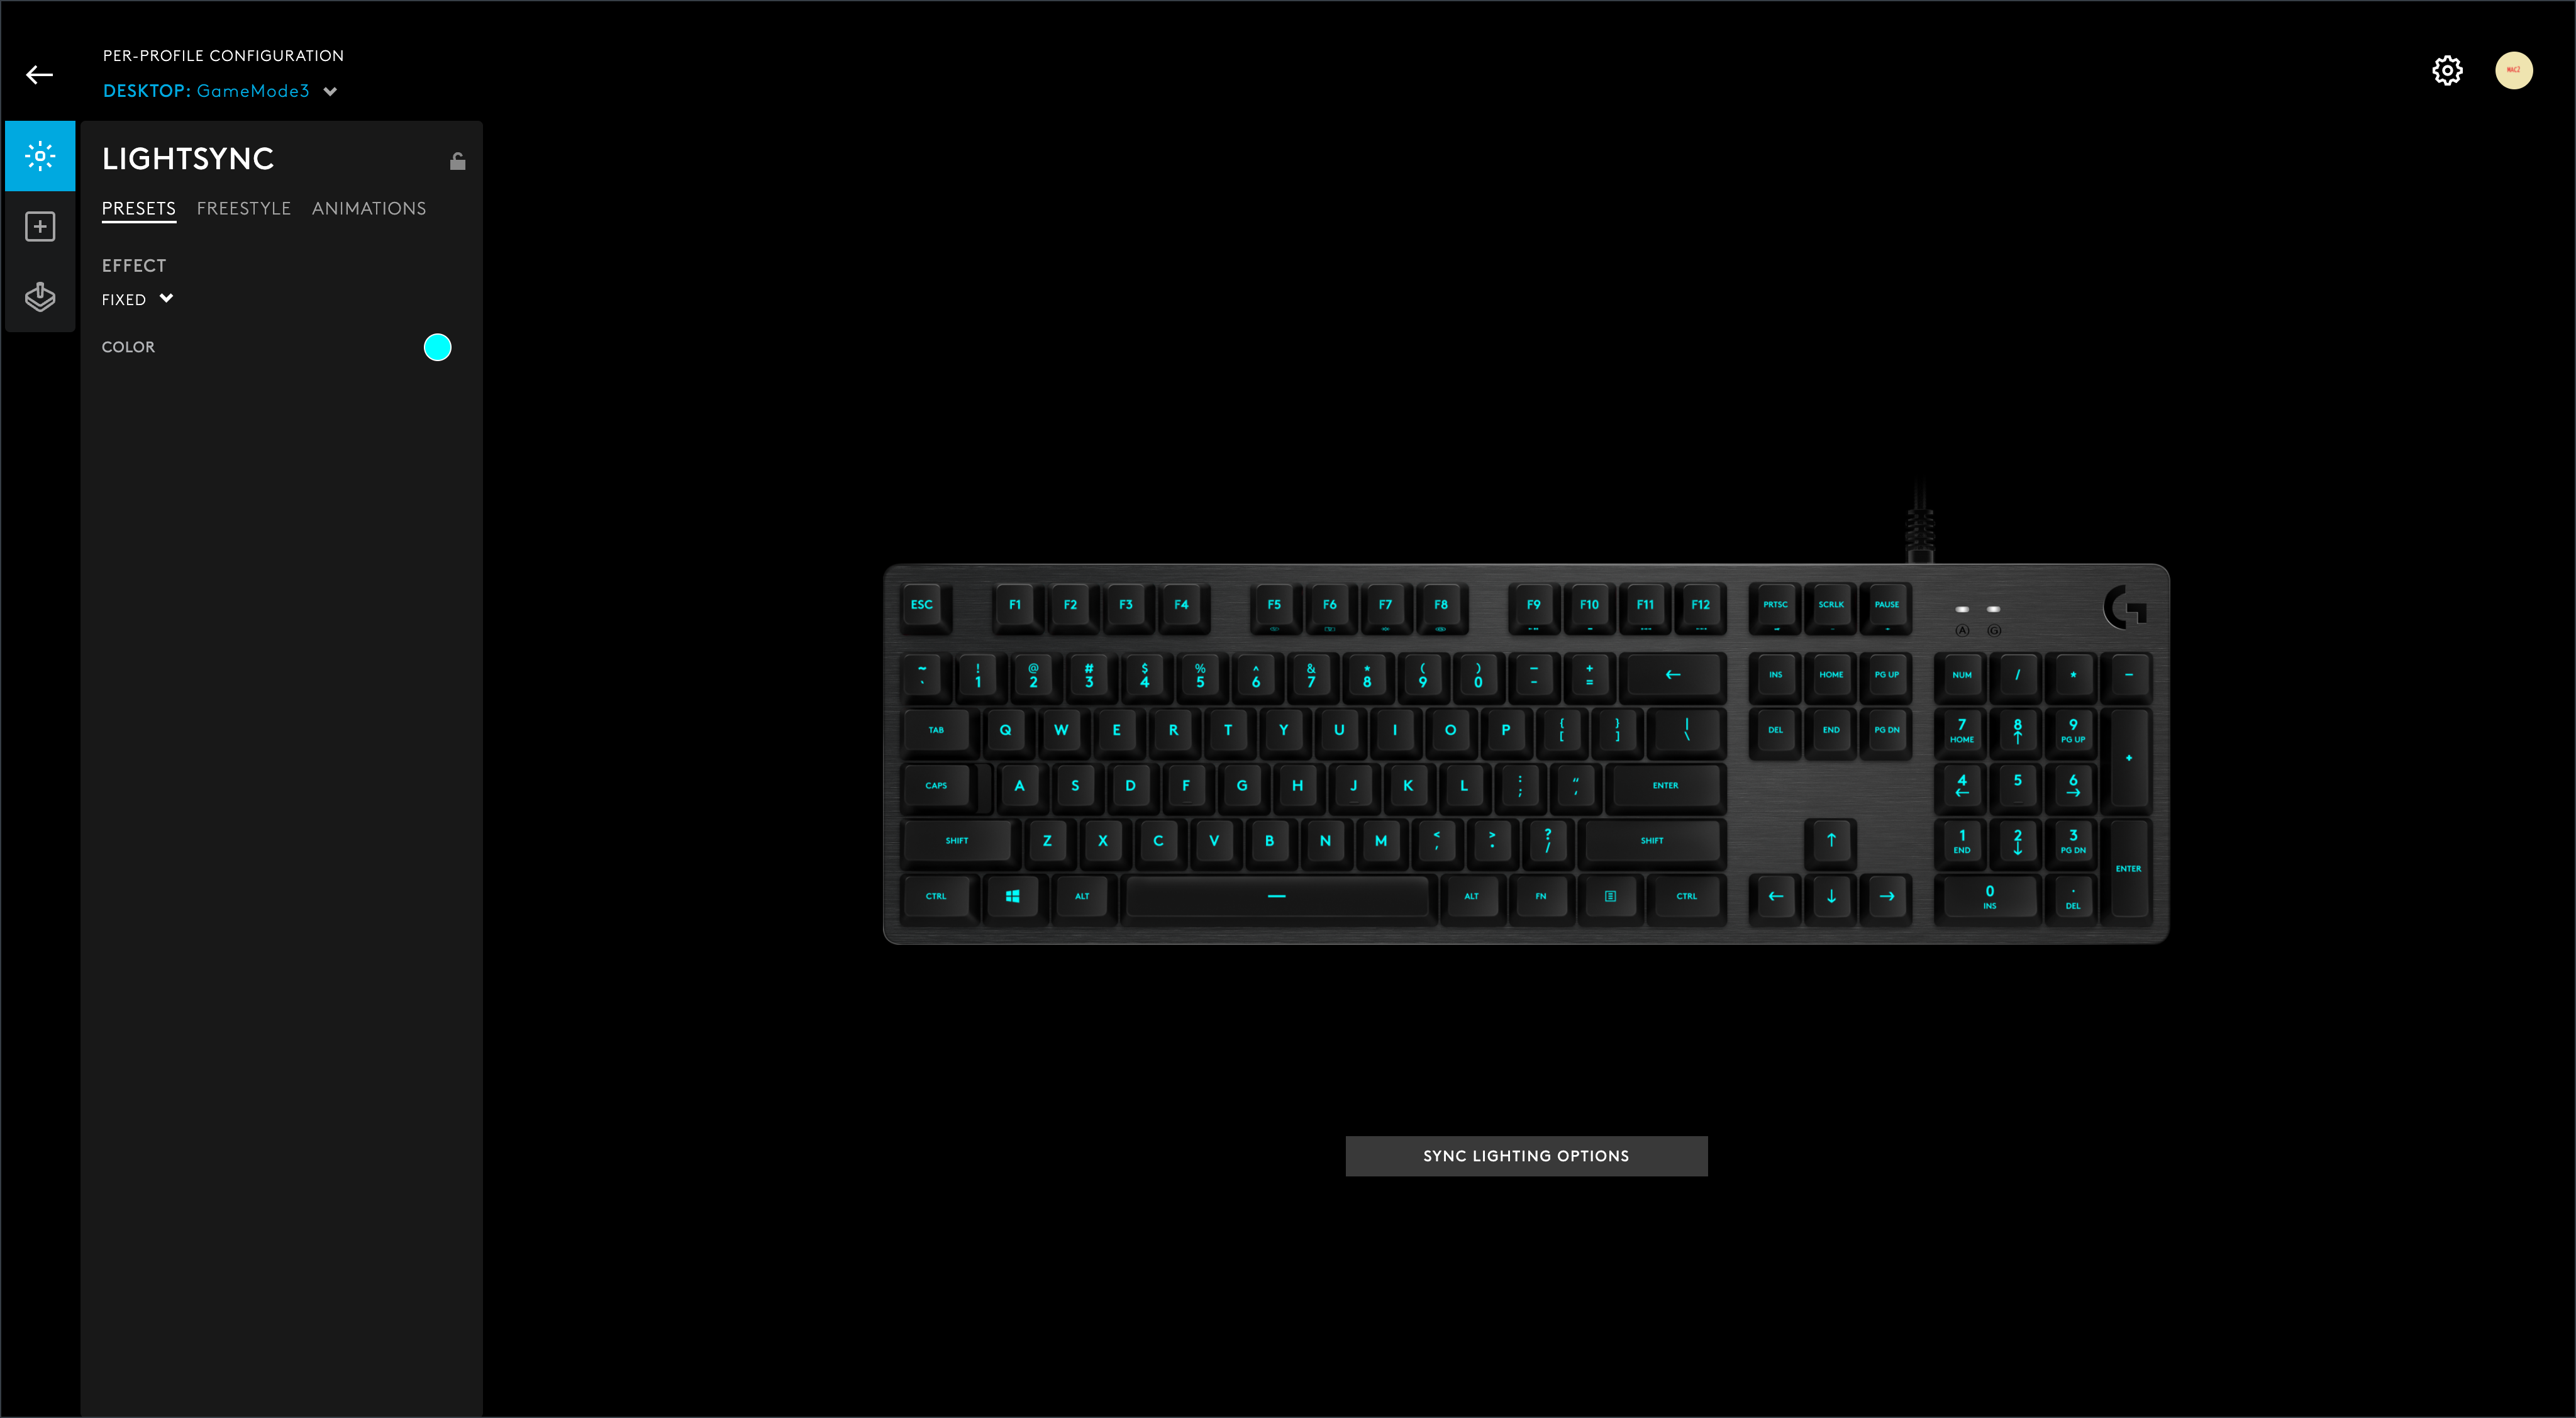 PER-PROFILE CONFIGURATION
DESKTOP: GameMode3
MACZ
LIGHTSYNC
PRESETS FREESTYLE ANIMATIONS
EFFECT
FIXED
COLOR
ESC F1 F2 F3 F4 F5 F6 F7 F8 F9 F10 F11 F12 PRTSC SCRLK PAUSE
A G
~ ! @ # $ % ^ & * ( ) – +
` 1 2 3 4 5 6 7 8 9 0 - = ← INS HOME PG UP NUM / * –
TAB Q W E R T Y U I O P { [ } ] | \ DEL END PG DN 7 HOME 8 ↑ 9 PG UP
CAPS A S D F G H J K L : ; “ ‘ ENTER 4 ← 5 6 → +
SHIFT Z X C V B N M < , > . ? / SHIFT ↑ 1 END 2 ↓ 3 PG DN
CTRL ALT — ALT FN CTRL ← ↓ → 0 INS . DEL ENTER
SYNC LIGHTING OPTIONS